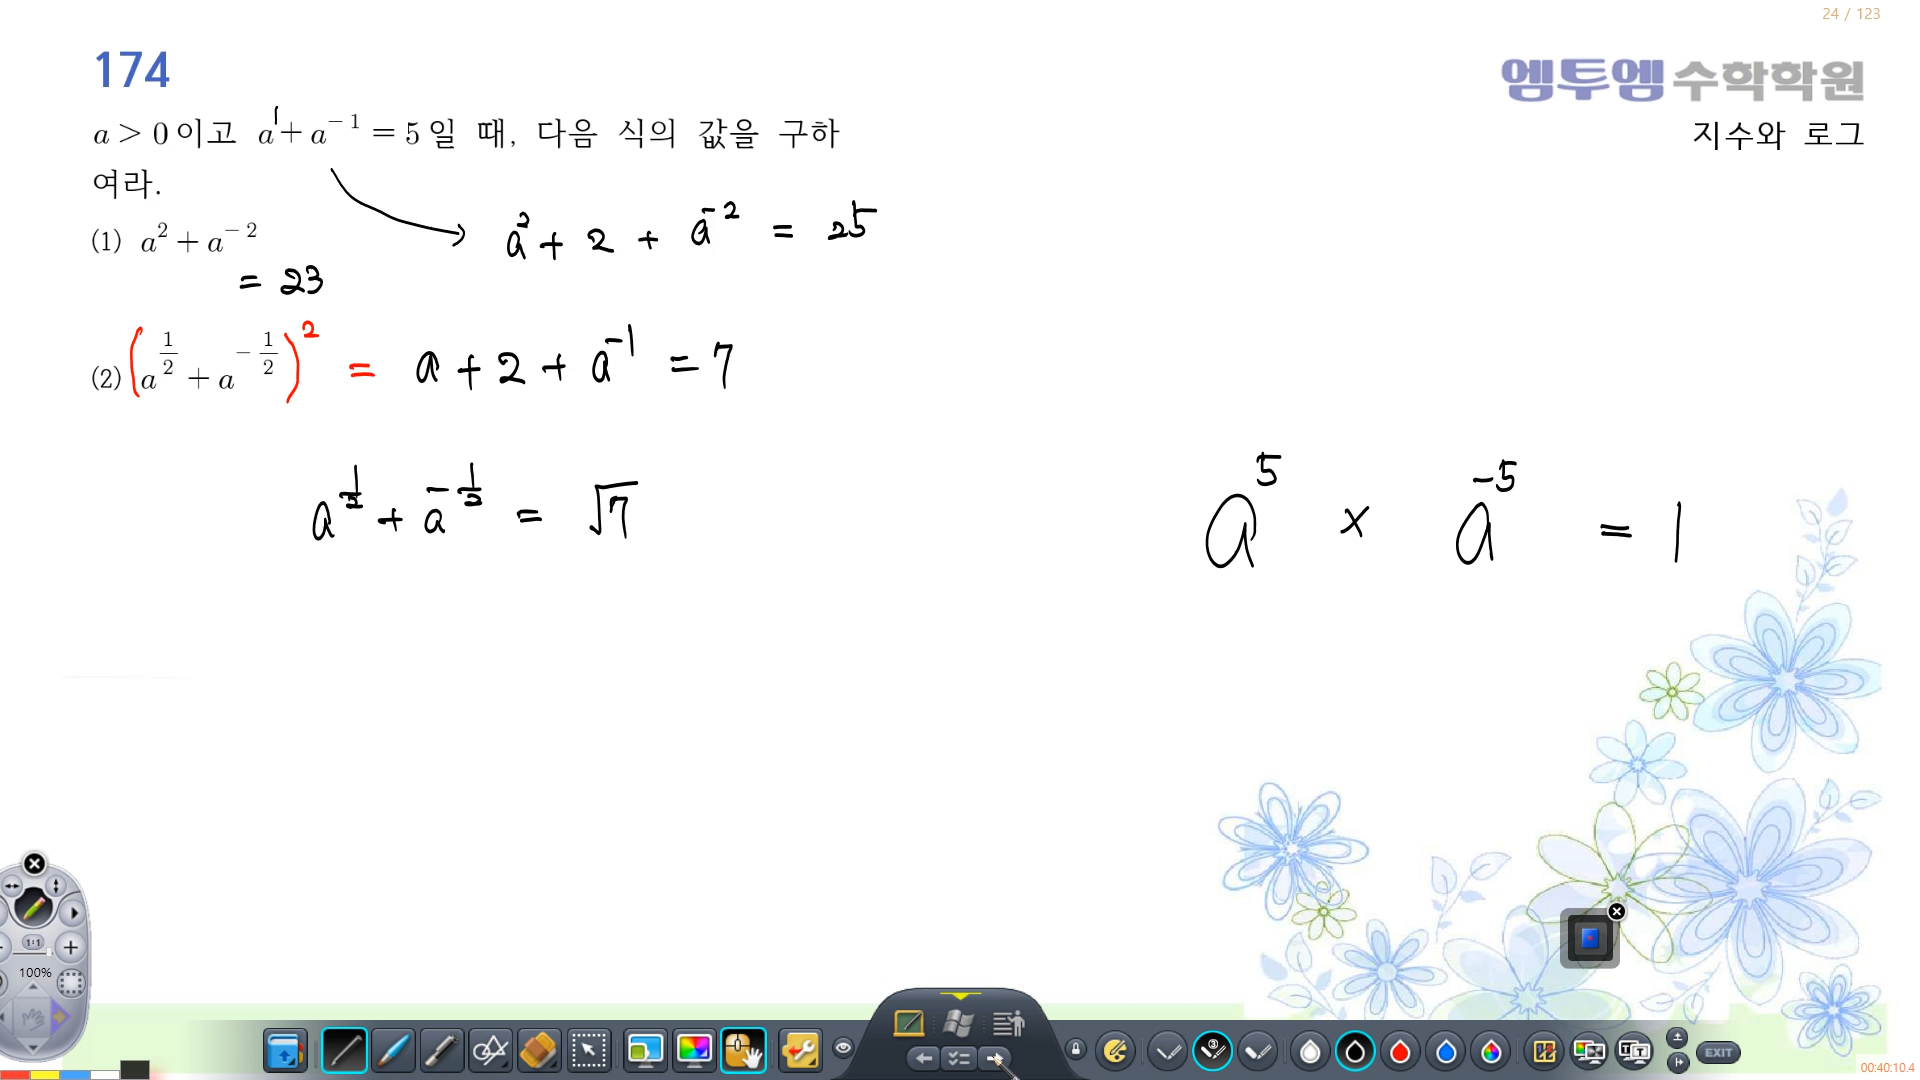 24 / 123
174
엠투엠 수학학원
지수와 로그
a > 0 이고 a¹ + a⁻¹ = 5 일 때, 다음 식의 값을 구하
여라.
(1) a² + a⁻²
a² + 2 + a⁻² = 25
= 23
(2) (a^{1/2} + a^{-1/2})² = a + 2 + a⁻¹ = 7
a^{1/2} + a^{-1/2} = √7
a⁵ × a⁻⁵ = 1
1:1
100%
EXIT
00:40:10.4